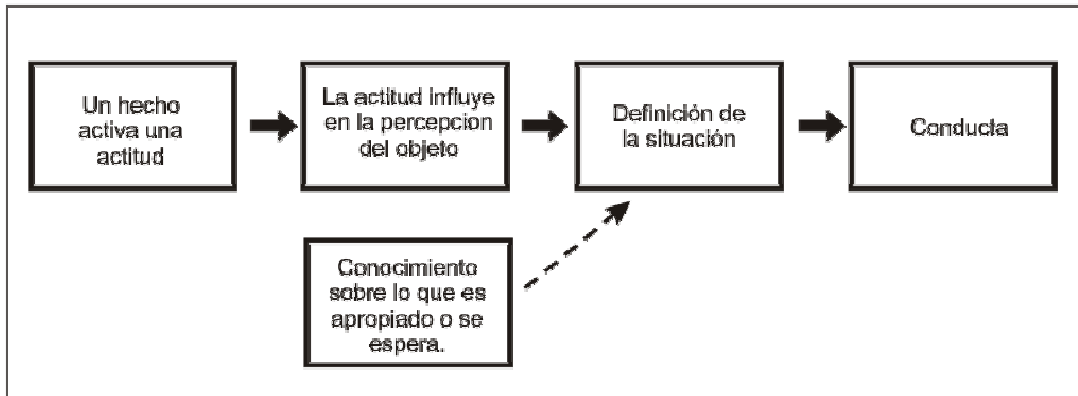 Un hecho
activa una
actitud
La actitud influye
en la percepcion
del objeto
Definición de
la situación
Conducta
Conocimiento
sobre lo que es
apropiado o se
espera.